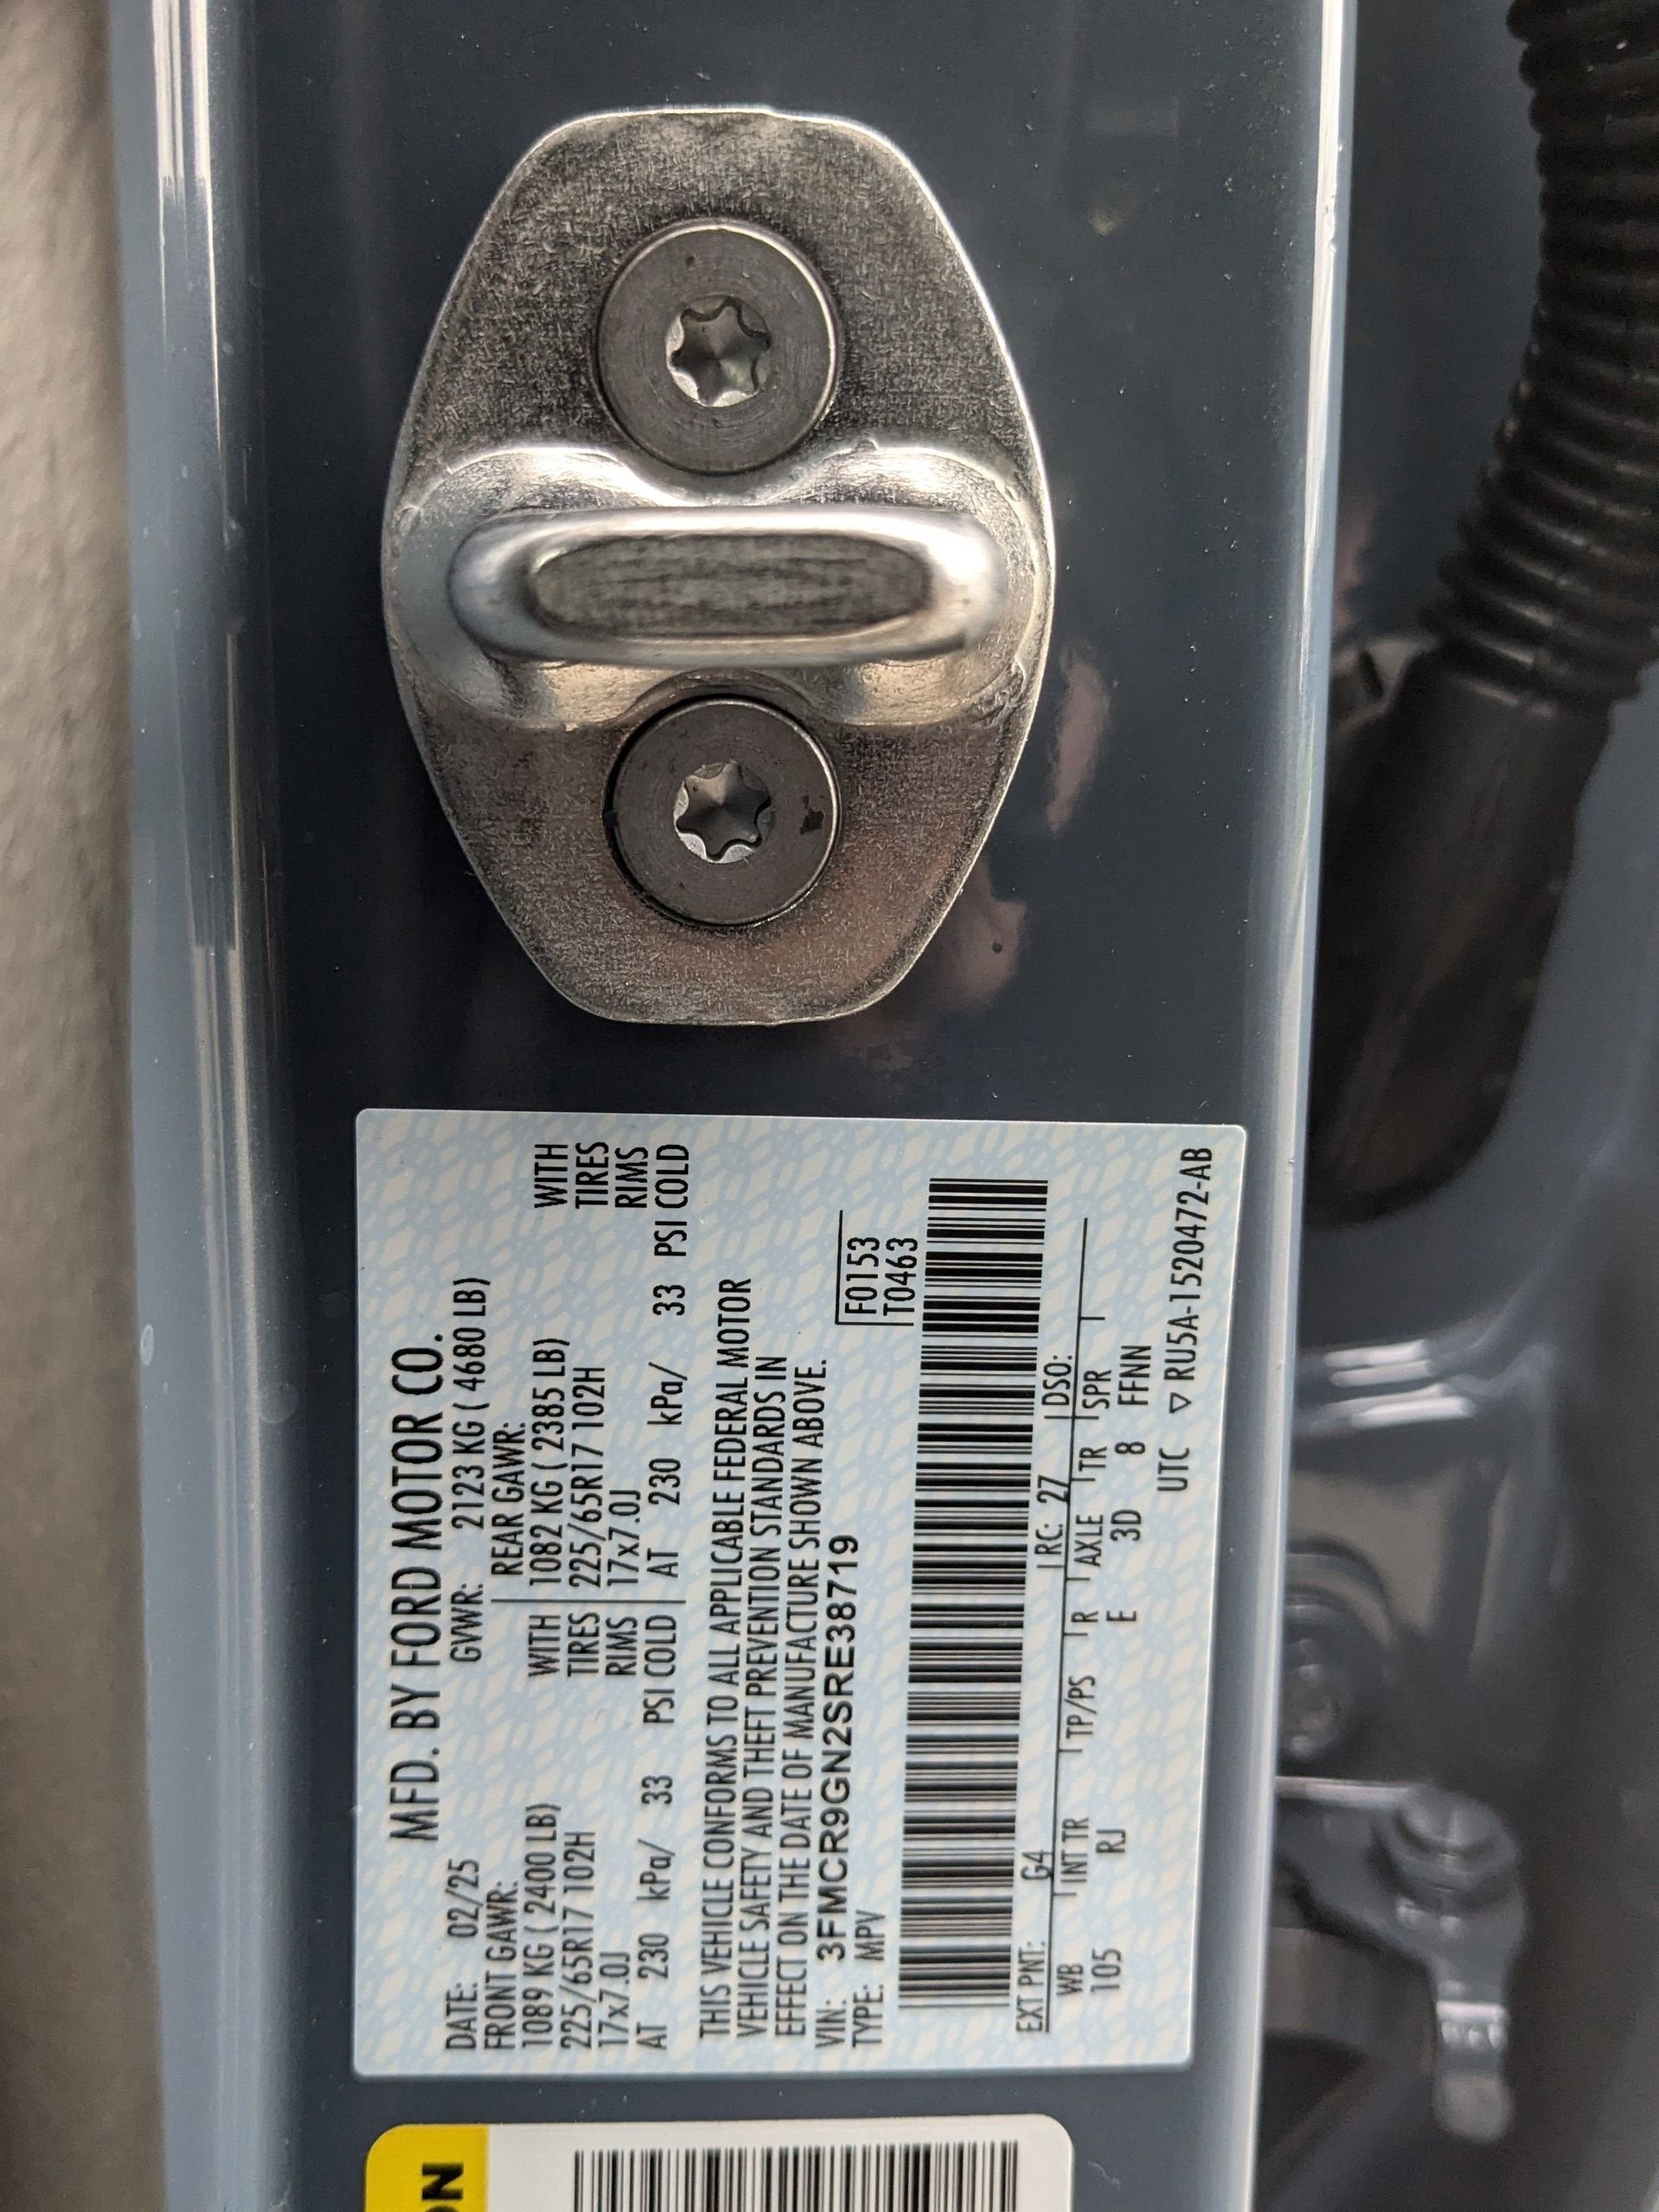 MFD. BY FORD MOTOR CO.
DATE: 02/25 GVWR: 2123 KG ( 4680 LB)
FRONT GAWR: REAR GAWR:
1089 KG ( 2400 LB) WITH 1082 KG ( 2385 LB) WITH
225/65R17 102H TIRES 225/65R17 102H TIRES
17x7.0J RIMS 17x7.0J RIMS
AT 230 kPa/ 33 PSI COLD AT 230 kPa/ 33 PSI COLD
THIS VEHICLE CONFORMS TO ALL APPLICABLE FEDERAL MOTOR
VEHICLE SAFETY AND THEFT PREVENTION STANDARDS IN
EFFECT ON THE DATE OF MANUFACTURE SHOWN ABOVE.
VIN: 3FMCR9GN2SRE38719
TYPE: MPV
F0153
T0463
EXT PNT: G4 RC: 27 DSO:
WB INT TR TP/PS R AXLE TR SPR
105 RJ E 3D 8 FFNN
UTC ▽ RU5A-1520472-AB